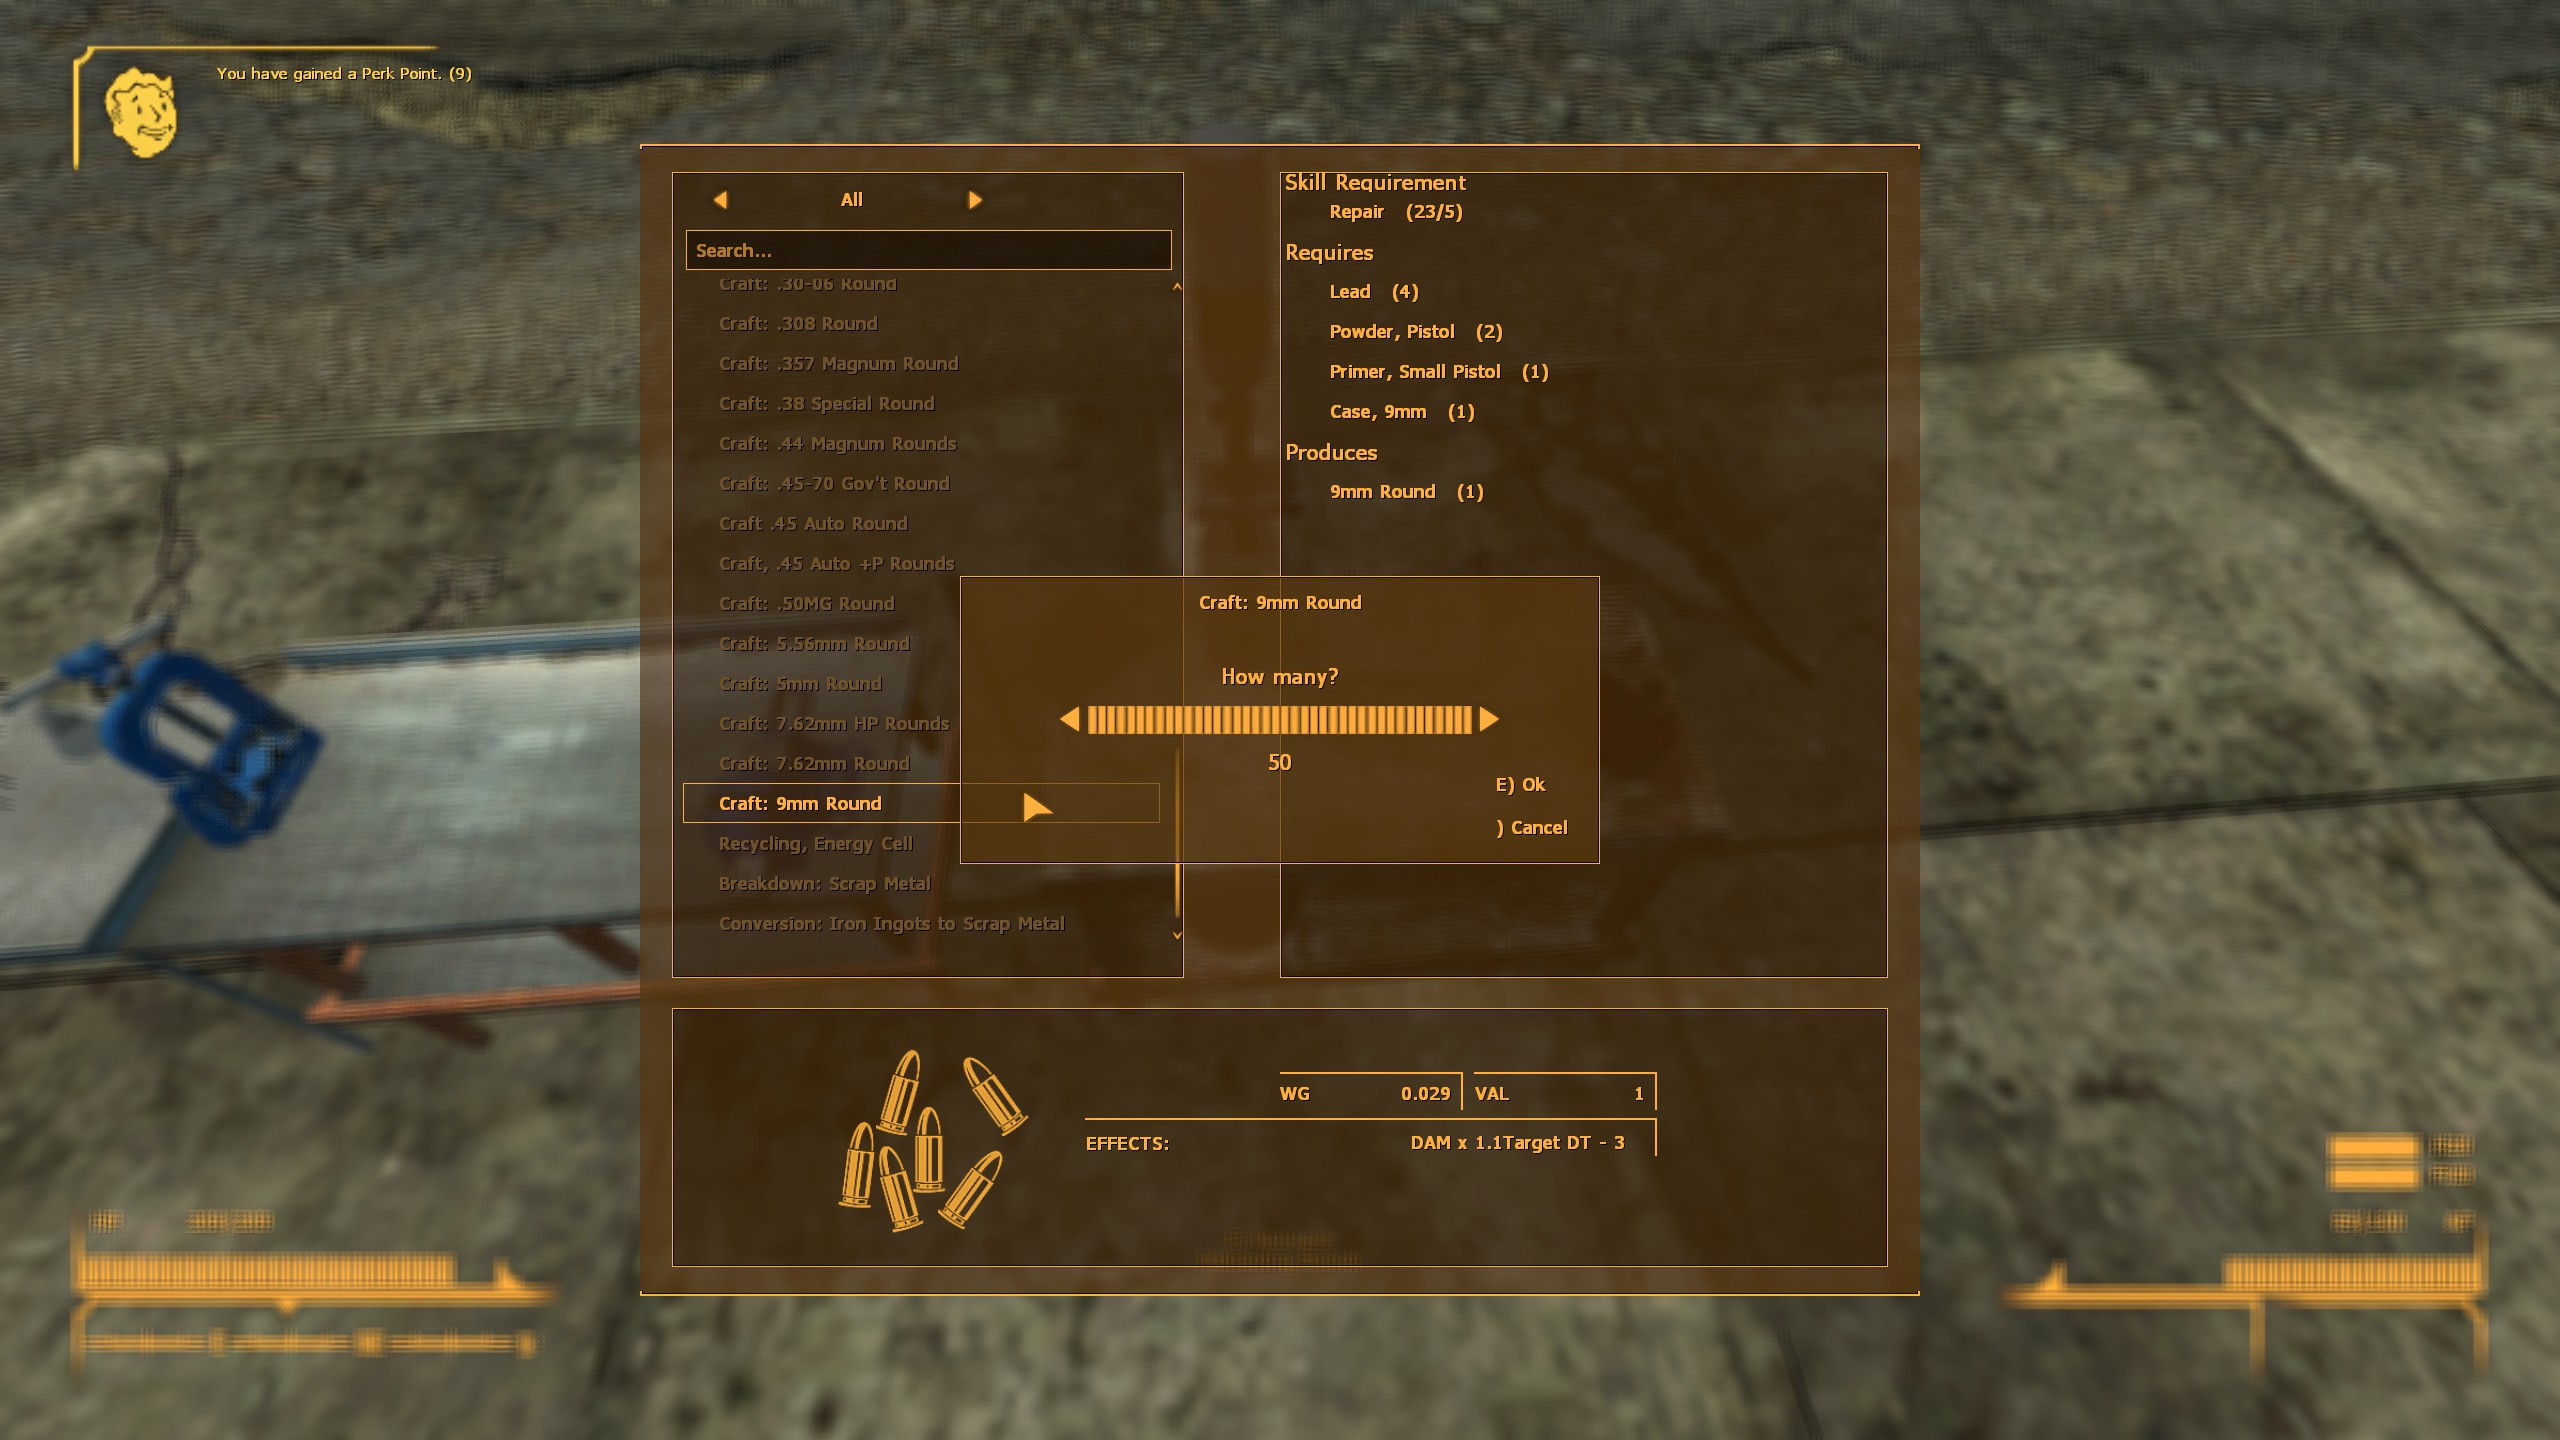 You have gained a Perk Point. (9)
All
Search...
Craft: .30-06 Round
Craft: .308 Round
Craft: .357 Magnum Round
Craft: .38 Special Round
Craft: .44 Magnum Rounds
Craft: .45-70 Gov't Round
Craft .45 Auto Round
Craft, .45 Auto +P Rounds
Craft: .50MG Round
Craft: 5.56mm Round
Craft: 5mm Round
Craft: 7.62mm HP Rounds
Craft: 7.62mm Round
Craft: 9mm Round
Recycling, Energy Cell
Breakdown: Scrap Metal
Conversion: Iron Ingots to Scrap Metal
Skill Requirement
Repair (23/5)
Requires
Lead (4)
Powder, Pistol (2)
Primer, Small Pistol (1)
Case, 9mm (1)
Produces
9mm Round (1)
Craft: 9mm Round
How many?
50
E) Ok
) Cancel
WG 0.029 VAL 1
EFFECTS: DAM x 1.1Target DT - 3